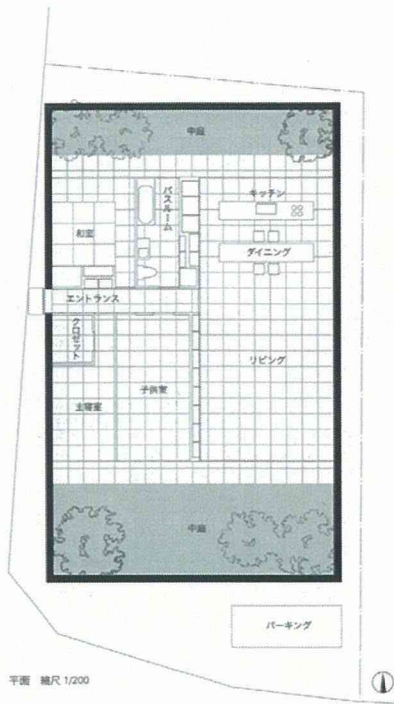 中庭
バスルーム
キッチン
和室
ダイニング
エントランス
クロゼット
リビング
子供室
主寝室
中庭
パーキング
平面 縮尺 1/200